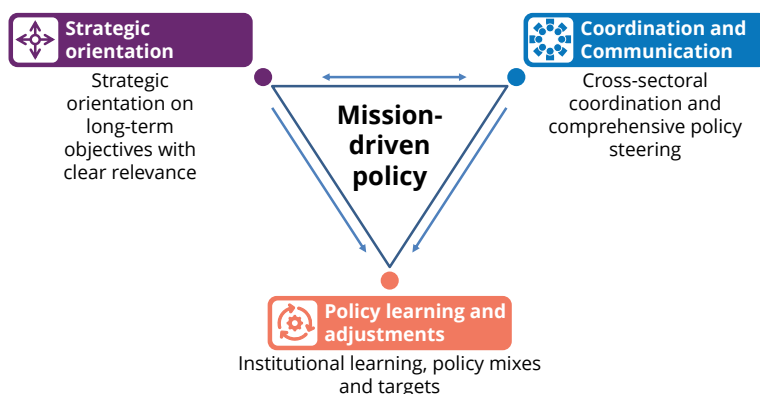 Strategic
orientation
Strategic
orientation on
long-term
objectives with
clear relevance
Coordination and
Communication
Cross-sectoral
coordination and
comprehensive policy
steering
Mission-
driven
policy
Policy learning and
adjustments
Institutional learning, policy mixes
and targets